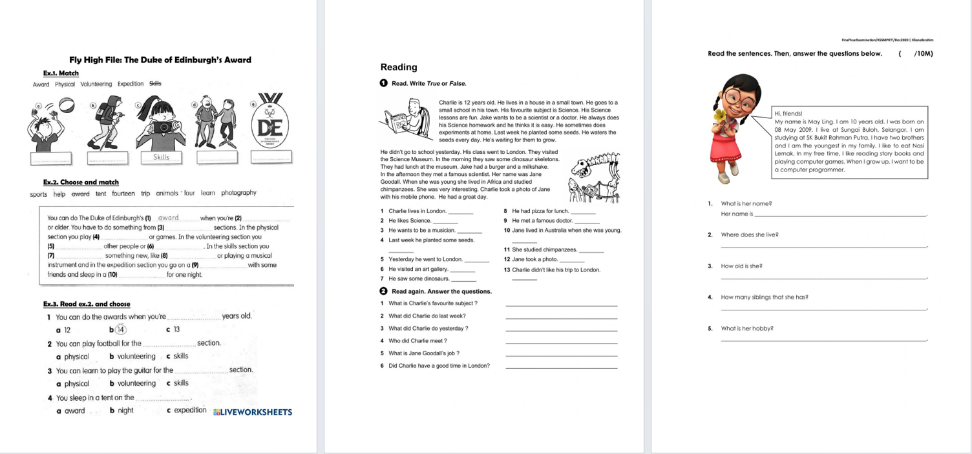 Fly High File: The Duke of Edinburgh's Award
Ex.1. Match
Award Physical Volunteering Expedition Skills
a b c d e
DE
Skills
Ex.2. Choose and match
sports help award tent fourteen trip animals four learn photography
You can do The Duke of Edinburgh's (1) award when you're (2)
or older. You have to do something from (3) sections. In the physical
section you play (4) or games. In the volunteering section you
(5) other people or (6) . In the skills section you
(7) something new, like (8) or playing a musical
instrument and in the expedition section you go on a (9) with some
friends and sleep in a (10) for one night.
Ex.3. Read ex.2. and choose
1 You can do the awards when you're years old.
a 12 b 14 c 13
2 You can play football for the section.
a physical b volunteering c skills
3 You can learn to play the guitar for the section.
a physical b volunteering c skills
4 You sleep in a tent on the .
a award b night c expedition
LIVEWORKSHEETS
Reading
1 Read. Write True or False.
Charlie is 12 years old. He lives in a house in a small town. He goes to a
small school in his town. His favourite subject is Science. His Science
lessons are fun. Jake wants to be a scientist or a doctor. He always does
his Science homework and he thinks it is easy. He sometimes does
experiments at home. Last week he planted some seeds. He waters the
seeds every day. He's waiting for them to grow.
He didn't go to school yesterday. His class went to London. They visited
the Science Museum. In the morning they saw some dinosaur skeletons.
They had lunch at the museum. Jake had a burger and a milkshake.
In the afternoon they met a famous scientist. Her name was Jane
Goodall. When she was young she lived in Africa and studied
chimpanzees. She was very interesting. Charlie took a photo of Jane
with his mobile phone. He had a great day.
1 Charlie lives in London.
2 He likes Science.
3 He wants to be a musician.
4 Last week he planted some seeds.
5 Yesterday he went to London.
6 He visited an art gallery.
7 He saw some dinosaurs.
8 He had pizza for lunch.
9 He met a famous doctor.
10 Jane lived in Australia when she was young.
11 She studied chimpanzees.
12 Jane took a photo.
13 Charlie didn't like his trip to London.
2 Read again. Answer the questions.
1 What is Charlie's favourite subject ?
2 What did Charlie do last week?
3 What did Charlie do yesterday ?
4 Who did Charlie meet ?
5 What is Jane Goodall's job ?
6 Did Charlie have a good time in London?
Read the sentences. Then, answer the questions below. ( /10M)
Hi, friends!
My name is May Ling. I am 10 years old. I was born on
08 May 2009. I live at Sungai Buloh, Selangor. I am
studying at SK Bukit Rahman Putra. I have two brothers
and I am the youngest in my family. I like to eat Nasi
Lemak. In my free time, I like reading story books and
playing computer games. When I grow up, I want to be
a computer programmer.
1. What is her name?
Her name is .
2. Where does she live?
3. How old is she?
4. How many siblings that she has?
5. What is her hobby?